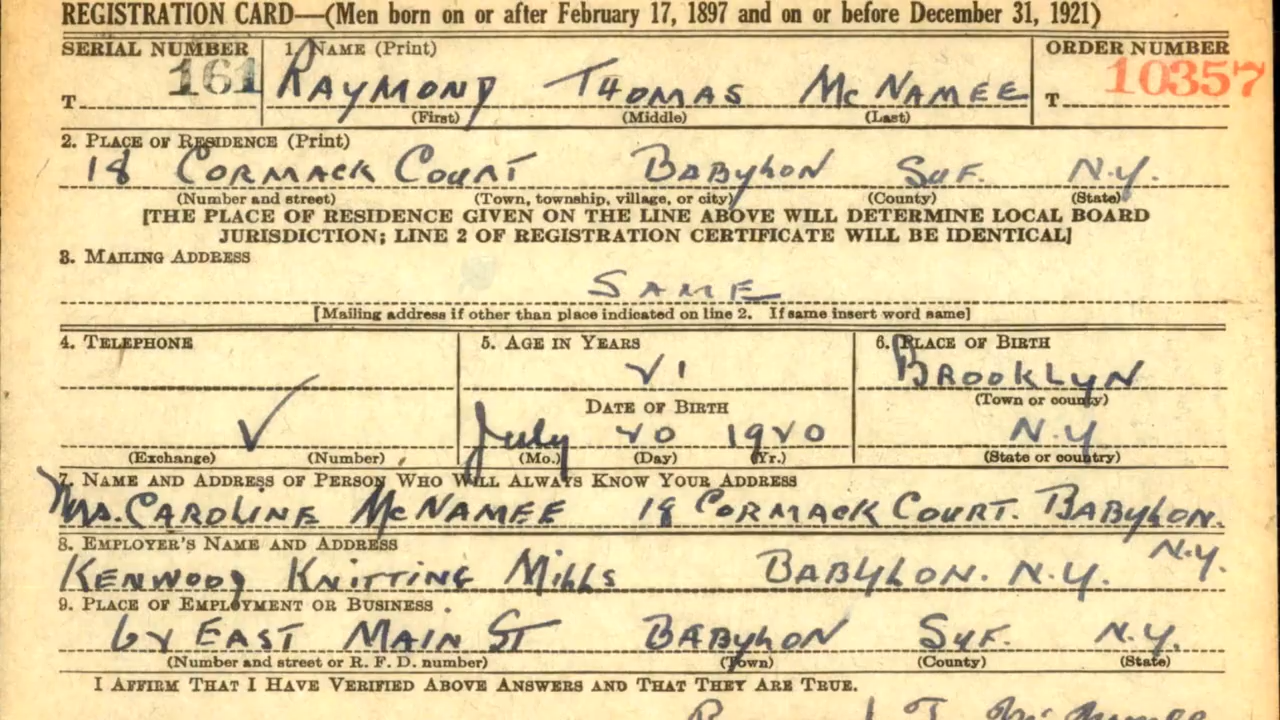 REGISTRATION CARD—(Men born on or after February 17, 1897 and on or before December 31, 1921)
SERIAL NUMBER 1. NAME (Print) ORDER NUMBER
T 161 RAYMOND THOMAS MCNAMEE T 10357
(First) (Middle) (Last)
2. PLACE OF RESIDENCE (Print)
18 CORMACK COURT BABYLON SUF. N.Y.
(Number and street) (Town, township, village, or city) (County) (State)
[THE PLACE OF RESIDENCE GIVEN ON THE LINE ABOVE WILL DETERMINE LOCAL BOARD
JURISDICTION; LINE 2 OF REGISTRATION CERTIFICATE WILL BE IDENTICAL]
3. MAILING ADDRESS
SAME
[Mailing address if other than place indicated on line 2. If same insert word same]
4. TELEPHONE 5. AGE IN YEARS 6. PLACE OF BIRTH
21 BROOKLYN
DATE OF BIRTH (Town or county)
July 20 1920 N.Y
(Exchange) (Number) (Mo.) (Day) (Yr.) (State or country)
7. NAME AND ADDRESS OF PERSON WHO WILL ALWAYS KNOW YOUR ADDRESS
MRS. CAROLINE MCNAMEE 18 CORMACK COURT. BABYLON.
8. EMPLOYER'S NAME AND ADDRESS N.Y.
KENWOOD KNITTING MILLS BABYLON. N.Y.
9. PLACE OF EMPLOYMENT OR BUSINESS
62 EAST MAIN ST BABYLON SUF. N.Y.
(Number and street or R. F. D. number) (Town) (County) (State)
I AFFIRM THAT I HAVE VERIFIED ABOVE ANSWERS AND THAT THEY ARE TRUE.